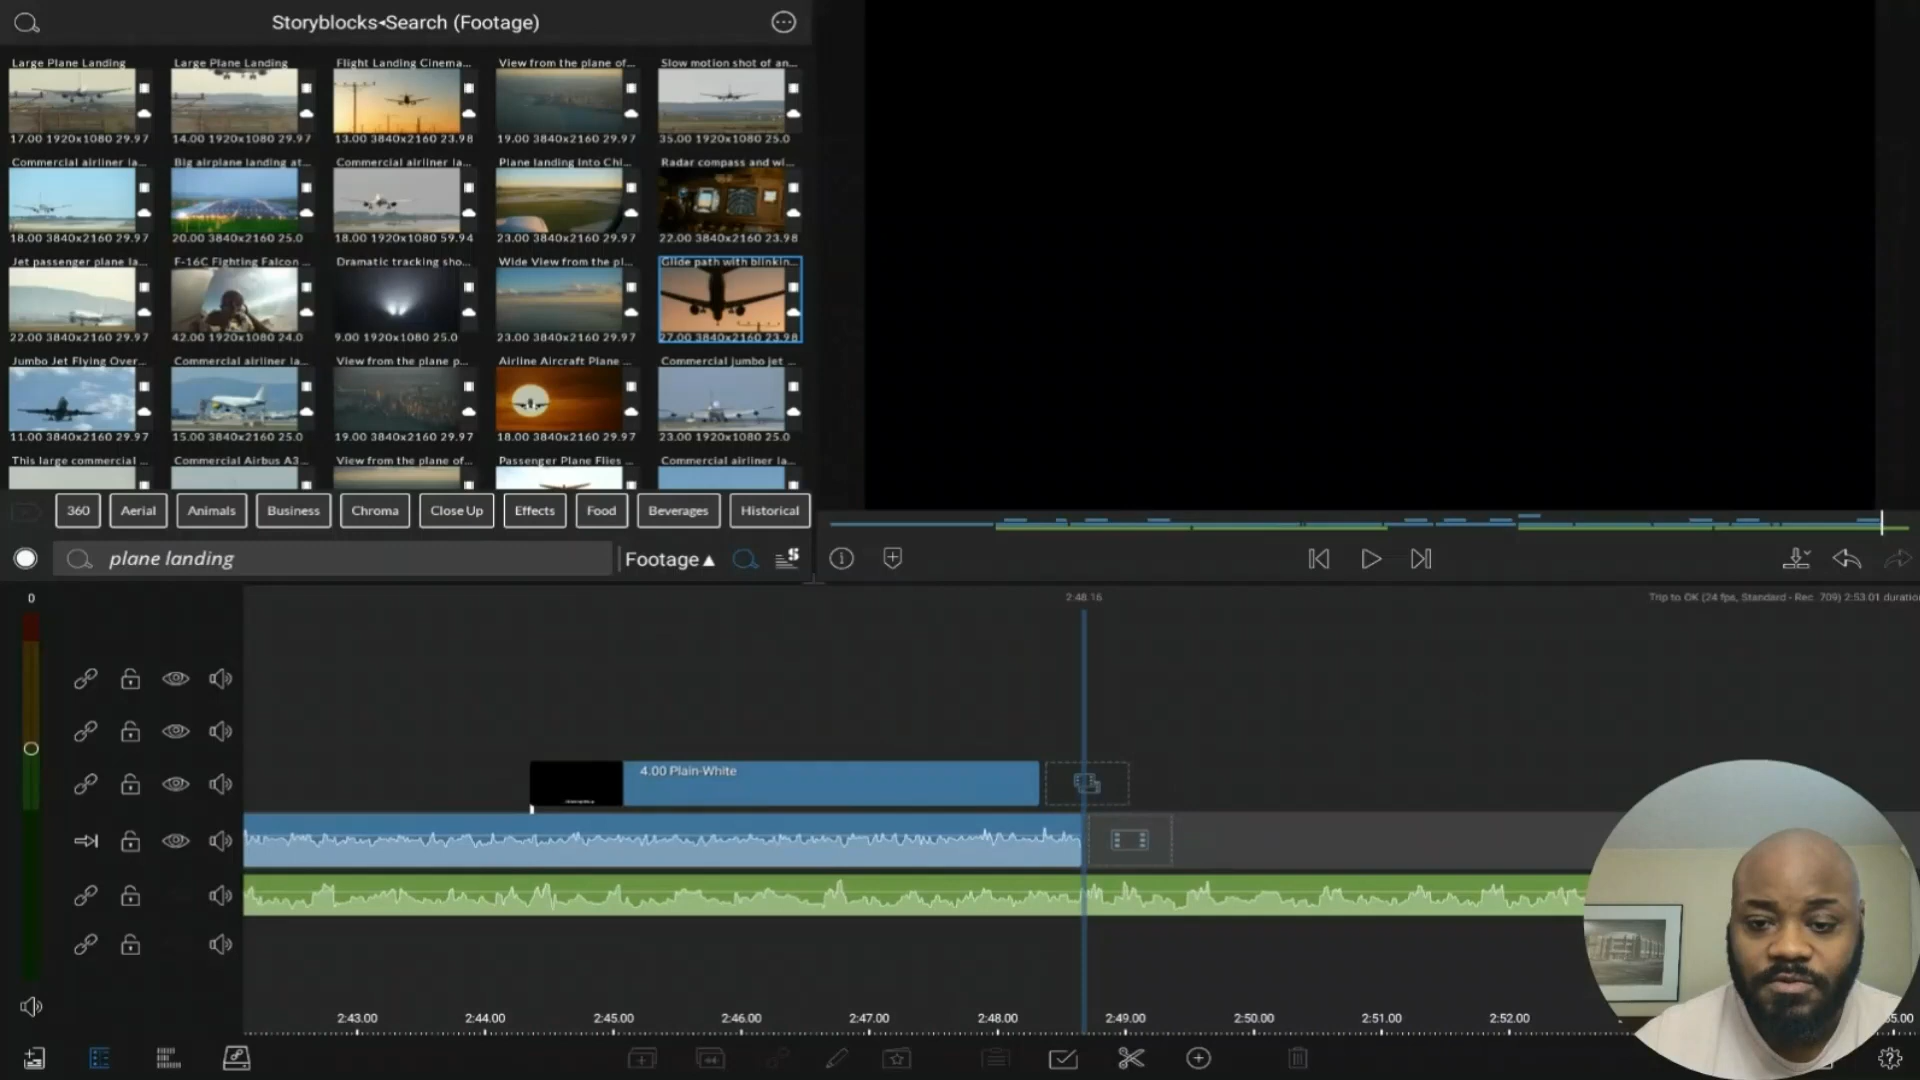 Storyblocks◂Search (Footage)
Large Plane Landing
Large Plane Landing
Flight Landing Cinema...
View from the plane of...
Slow motion shot of an...
17.00 1920x1080 29.97
14.00 1920x1080 29.97
13.00 3840x2160 23.98
19.00 3840x2160 29.97
35.00 1920x1080 25.0
Commercial airliner la...
Big airplane landing at...
Commercial airliner la...
Plane landing Into Chi...
Radar compass and wi...
18.00 3840x2160 29.97
20.00 3840x2160 25.0
18.00 1920x1080 59.94
23.00 3840x2160 29.97
22.00 3840x2160 23.98
Jet passenger plane la...
F-16C Fighting Falcon ...
Dramatic tracking sho...
Wide View from the pl...
Glide path with blinkin...
22.00 3840x2160 29.97
42.00 1920x1080 24.0
9.00 1920x1080 25.0
23.00 3840x2160 29.97
27.00 3840x2160 23.98
Jumbo Jet Flying Over...
Commercial airliner la...
View from the plane p...
Airline Aircraft Plane ...
Commercial jumbo jet ...
11.00 3840x2160 29.97
15.00 3840x2160 25.0
19.00 3840x2160 29.97
18.00 3840x2160 29.97
23.00 1920x1080 25.0
This large commercial ...
Commercial Airbus A3...
View from the plane of...
Passenger Plane Flies ...
Commercial airliner la...
360 Aerial Animals Business Chroma Close Up Effects Food Beverages Historical
plane landing
Footage▲
0
2:48.16
Trip to OK (24 fps, Standard - Rec. 709) 2:53.01 duratio
4.00 Plain-White
2:43.00 2:44.00 2:45.00 2:46.00 2:47.00 2:48.00 2:49.00 2:50.00 2:51.00 2:52.00